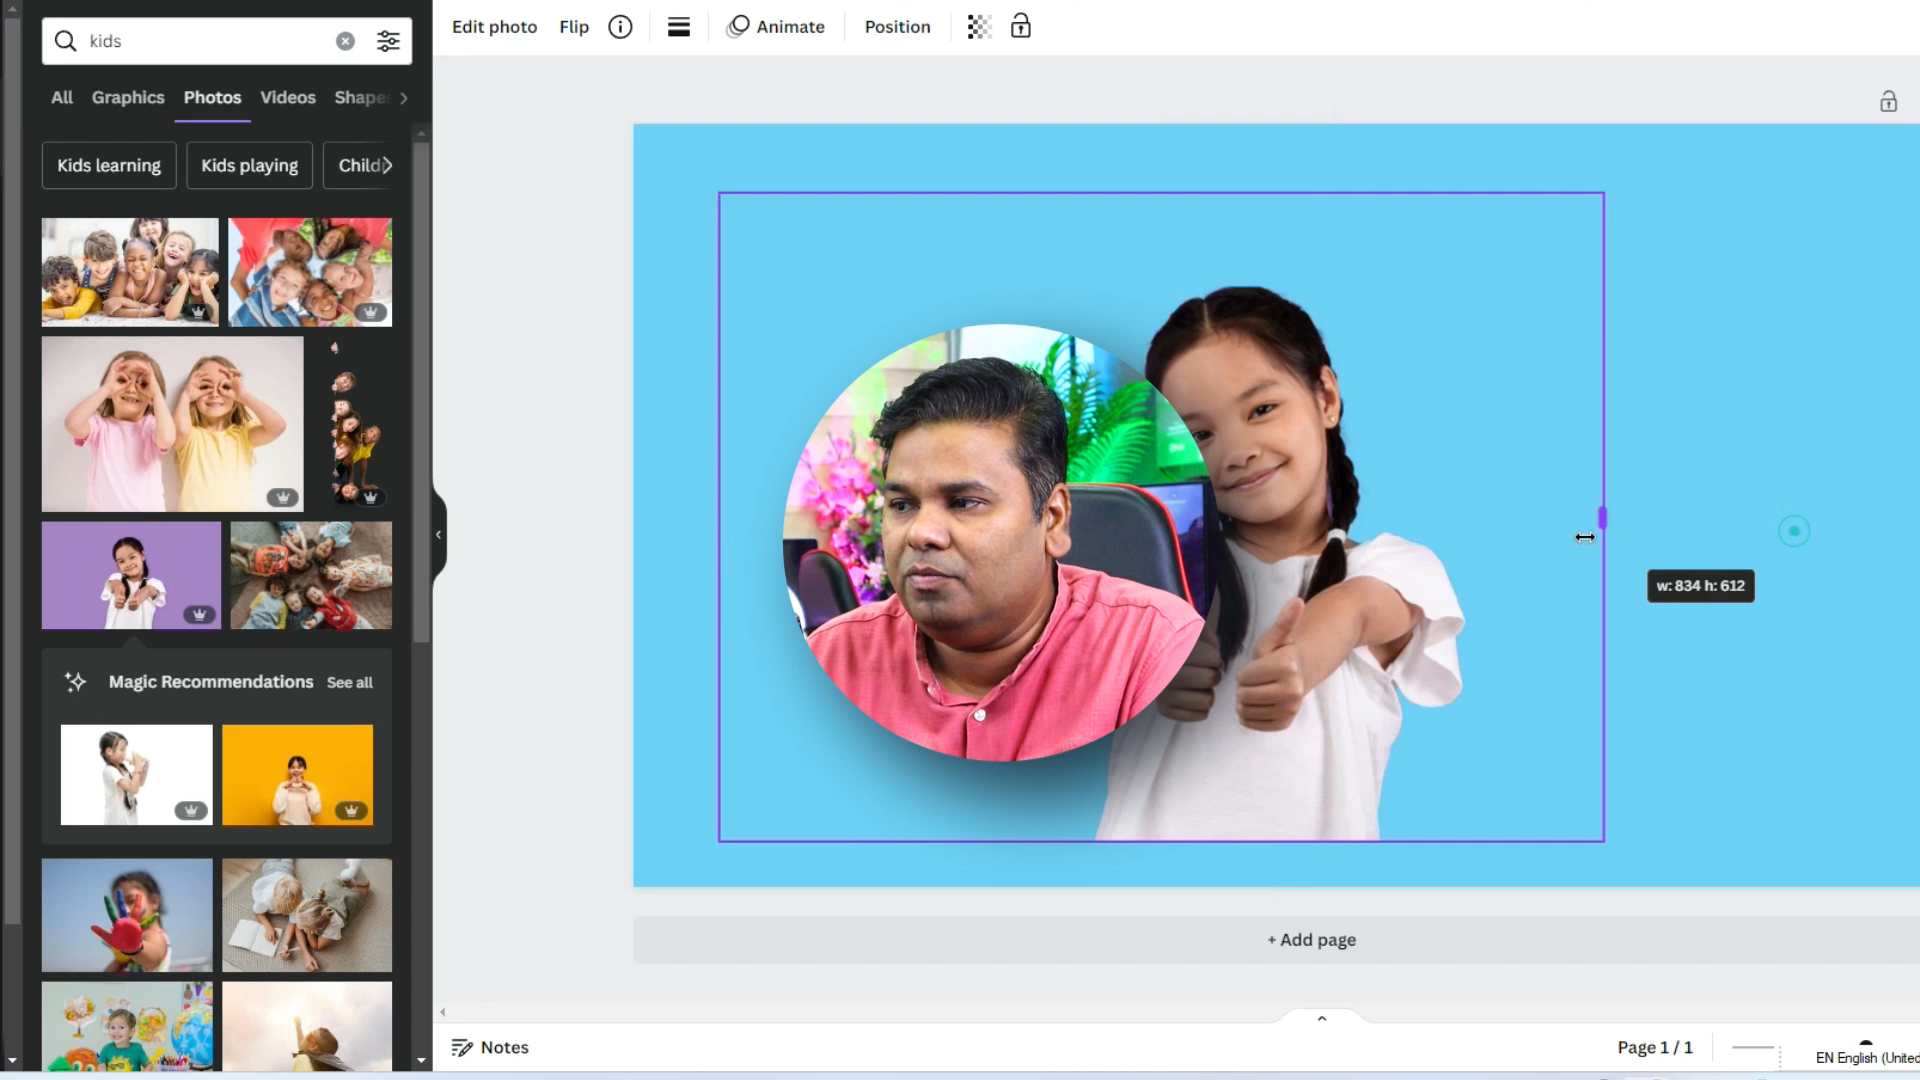 kids
Edit photo
Flip
Animate
Position
All
Graphics
Photos
Videos
Shape
Kids learning
Kids playing
Child
w: 834 h: 612
Magic Recommendations
See all
+ Add page
Notes
Page 1 / 1
EN English (United